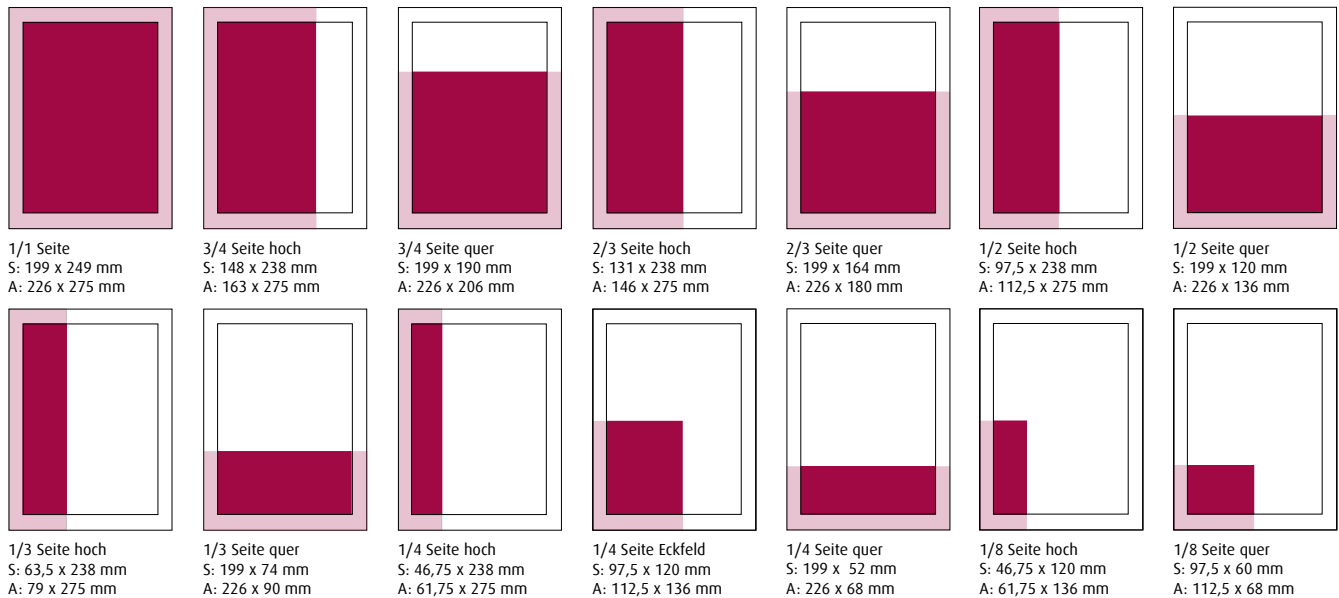 1/1 Seite
S: 199 x 249 mm
A: 226 x 275 mm
3/4 Seite hoch
S: 148 x 238 mm
A: 163 x 275 mm
3/4 Seite quer
S: 199 x 190 mm
A: 226 x 206 mm
2/3 Seite hoch
S: 131 x 238 mm
A: 146 x 275 mm
2/3 Seite quer
S: 199 x 164 mm
A: 226 x 180 mm
1/2 Seite hoch
S: 97,5 x 238 mm
A: 112,5 x 275 mm
1/2 Seite quer
S: 199 x 120 mm
A: 226 x 136 mm
1/3 Seite hoch
S: 63,5 x 238 mm
A: 79 x 275 mm
1/3 Seite quer
S: 199 x 74 mm
A: 226 x 90 mm
1/4 Seite hoch
S: 46,75 x 238 mm
A: 61,75 x 275 mm
1/4 Seite Eckfeld
S: 97,5 x 120 mm
A: 112,5 x 136 mm
1/4 Seite quer
S: 199 x  52 mm
A: 226 x 68 mm
1/8 Seite hoch
S: 46,75 x 120 mm
A: 61,75 x 136 mm
1/8 Seite quer
S: 97,5 x 60 mm
A: 112,5 x 68 mm